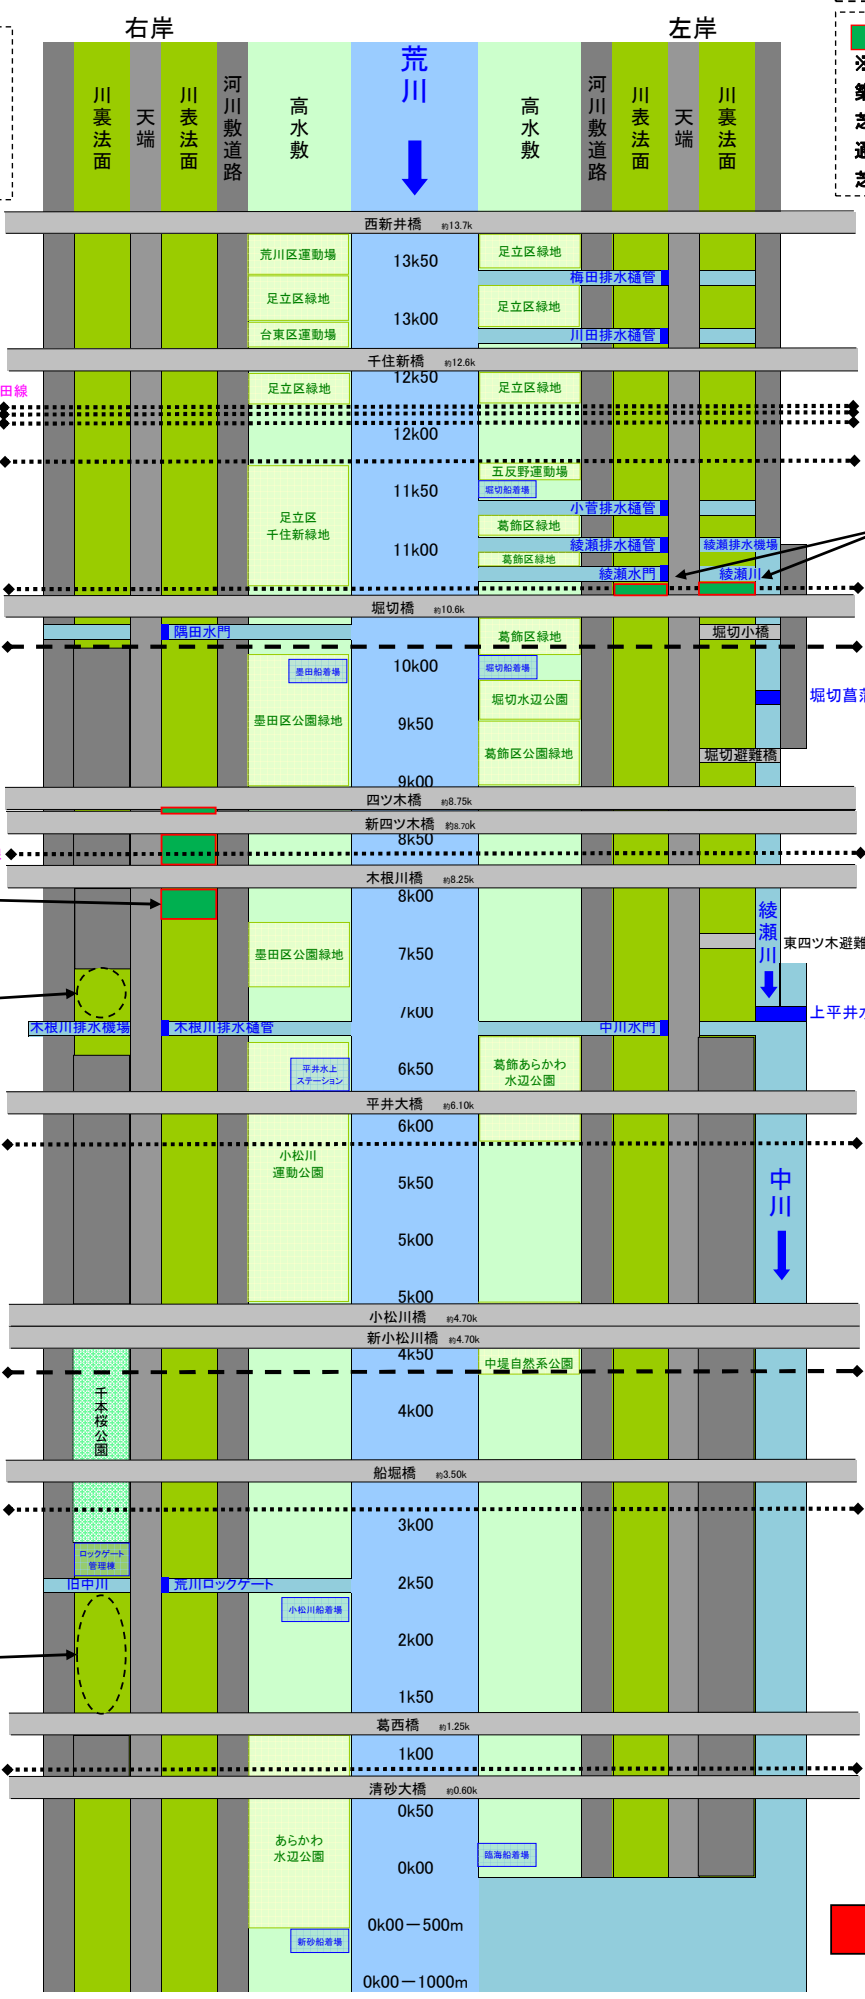 右岸
左岸
川裏法面
天端
川表法面
河川敷道路
高水敷
荒川
高水敷
河川敷道路
川表法面
天端
川裏法面
※
芝
通
芝
西新井橋 約13.7k
荒川区運動場
13k50
足立区緑地
梅田排水樋管
足立区緑地
足立区緑地
13k00
台東区運動場
川田排水樋管
千住新橋 約12.6k
12k50
田線
足立区緑地
足立区緑地
12k00
五反野運動場
11k50
堀切船着場
足立区
千住新緑地
小菅排水樋管
葛飾区緑地
11k00
綾瀬排水樋管
綾瀬排水機場
葛飾区緑地
綾瀬水門
綾瀬川
堀切橋 約10.6k
隅田水門
葛飾区緑地
堀切小橋
墨田船着場
10k00
堀切船着場
堀切水辺公園
堀切菖
墨田区公園緑地
9k50
葛飾区公園緑地
堀切避難橋
9k00
四ツ木橋 約8.75k
新四ツ木橋 約8.70k
8k50
木根川橋 約8.25k
8k00
綾瀬川
墨田区公園緑地
7k50
東四ツ木避難
7k00
上平井水
木根川排水機場
木根川排水樋管
中川水門
平井水上
ステーション
6k50
葛飾あらかわ
水辺公園
平井大橋 約6.10k
6k00
小松川
運動公園
5k50
中川
5k00
5k00
小松川橋 約4.70k
新小松川橋 約4.70k
4k50
中堤自然系公園
千本桜公園
4k00
船堀橋 約3.50k
3k00
ロックゲート
管理棟
旧中川
荒川ロックゲート
2k50
小松川船着場
2k00
1k50
葛西橋 約1.25k
1k00
清砂大橋 約0.60k
0k50
あらかわ
水辺公園
臨海船着場
0k00
0k00－500m
新砂船着場
0k00－1000m